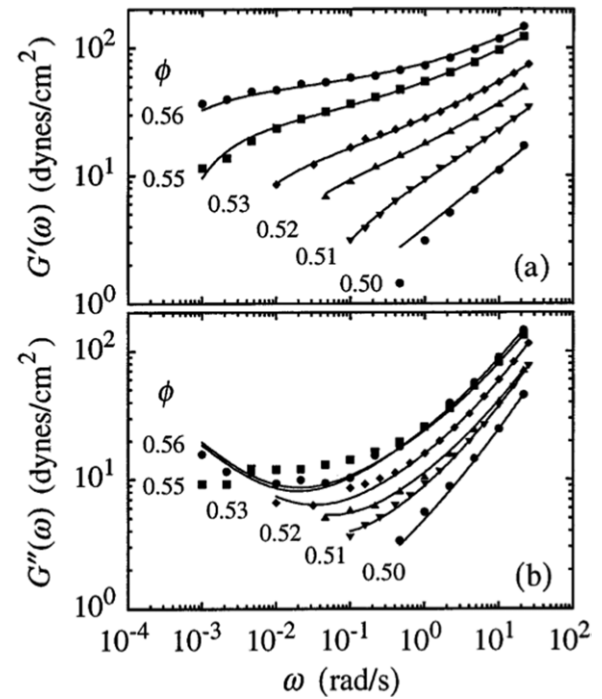 10²
ϕ
0.56
10¹
0.55
0.53
0.52
0.51
0.50
(a)
10⁰
G′(ω) (dynes/cm²)
10²
ϕ
0.56
10¹
0.55
0.53
0.52
0.51
0.50
(b)
10⁰
G″(ω) (dynes/cm²)
10⁻⁴ 10⁻³ 10⁻² 10⁻¹ 10⁰ 10¹ 10²
ω (rad/s)